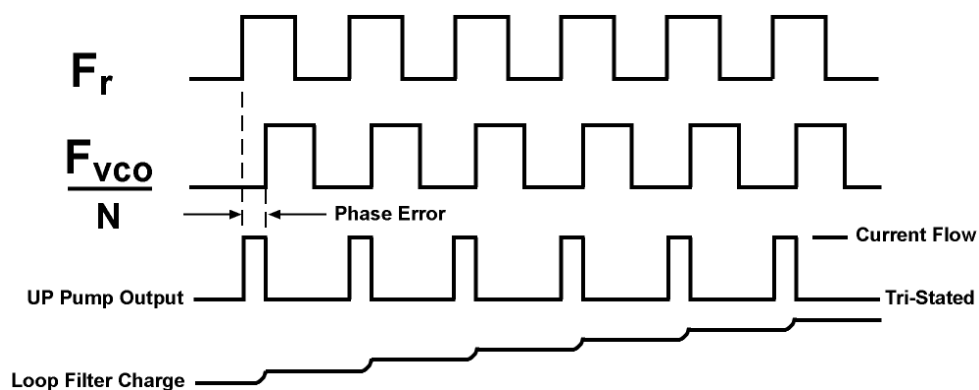 Fr
Fvco
N
Phase Error
Current Flow
UP Pump Output
Tri-Stated
Loop Filter Charge